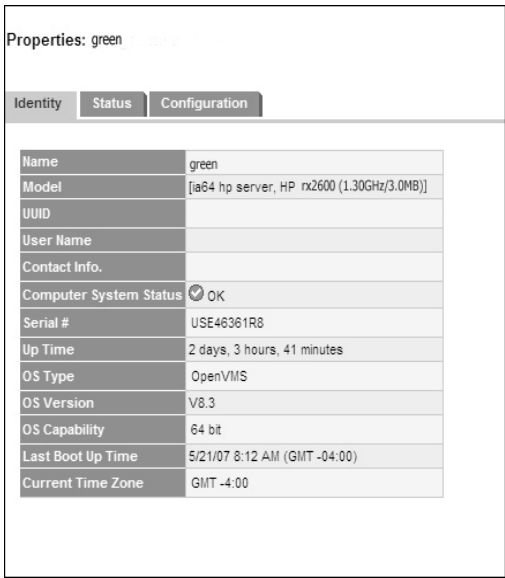 Properties: green
Identity Status Configuration
Name green
Model [ia64 hp server, HP rx2600 (1.30GHz/3.0MB)]
UUID
User Name
Contact Info.
Computer System Status OK
Serial # USE46361R8
Up Time 2 days, 3 hours, 41 minutes
OS Type OpenVMS
OS Version V8.3
OS Capability 64 bit
Last Boot Up Time 5/21/07 8:12 AM (GMT -04:00)
Current Time Zone GMT -4:00